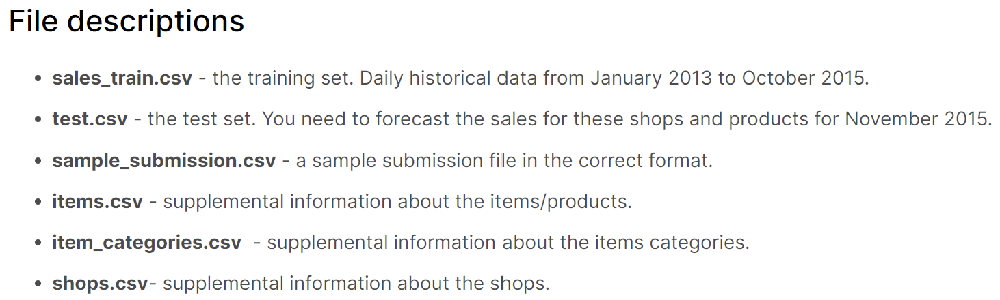 File descriptions
• sales_train.csv - the training set. Daily historical data from January 2013 to October 2015.
• test.csv - the test set. You need to forecast the sales for these shops and products for November 2015.
• sample_submission.csv - a sample submission file in the correct format.
• items.csv - supplemental information about the items/products.
• item_categories.csv  - supplemental information about the items categories.
• shops.csv- supplemental information about the shops.